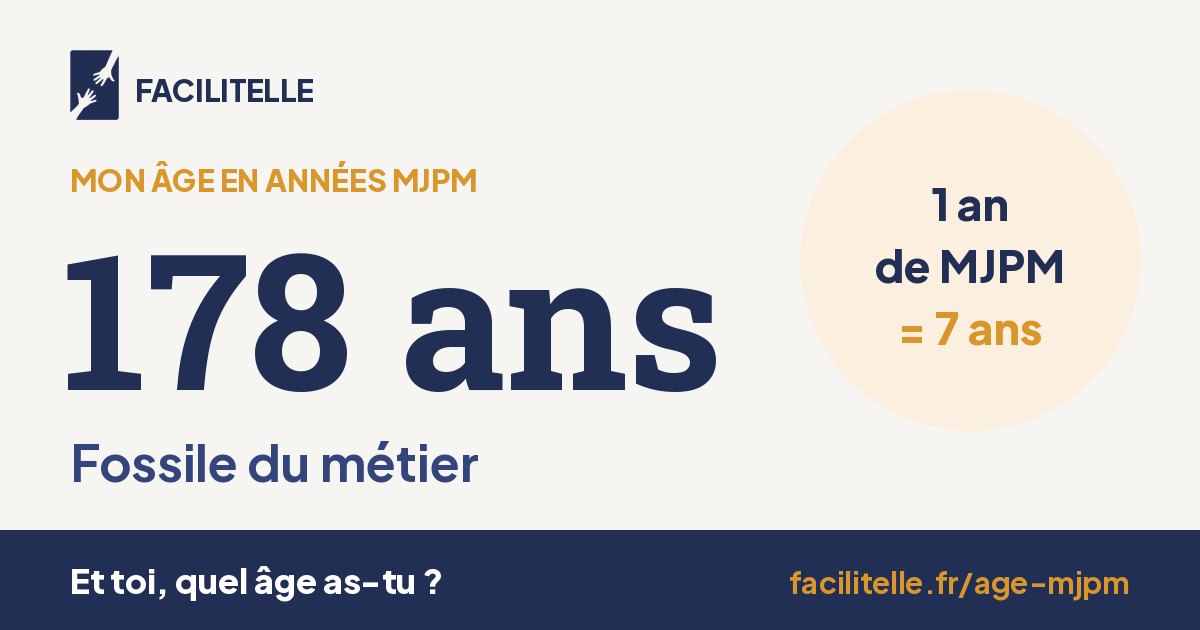 FACILITELLE
MON ÂGE EN ANNÉES MJPM
178 ans
Fossile du métier
1 an
de MJPM
= 7 ans
Et toi, quel âge as-tu ?
facilitelle.fr/age-mjpm